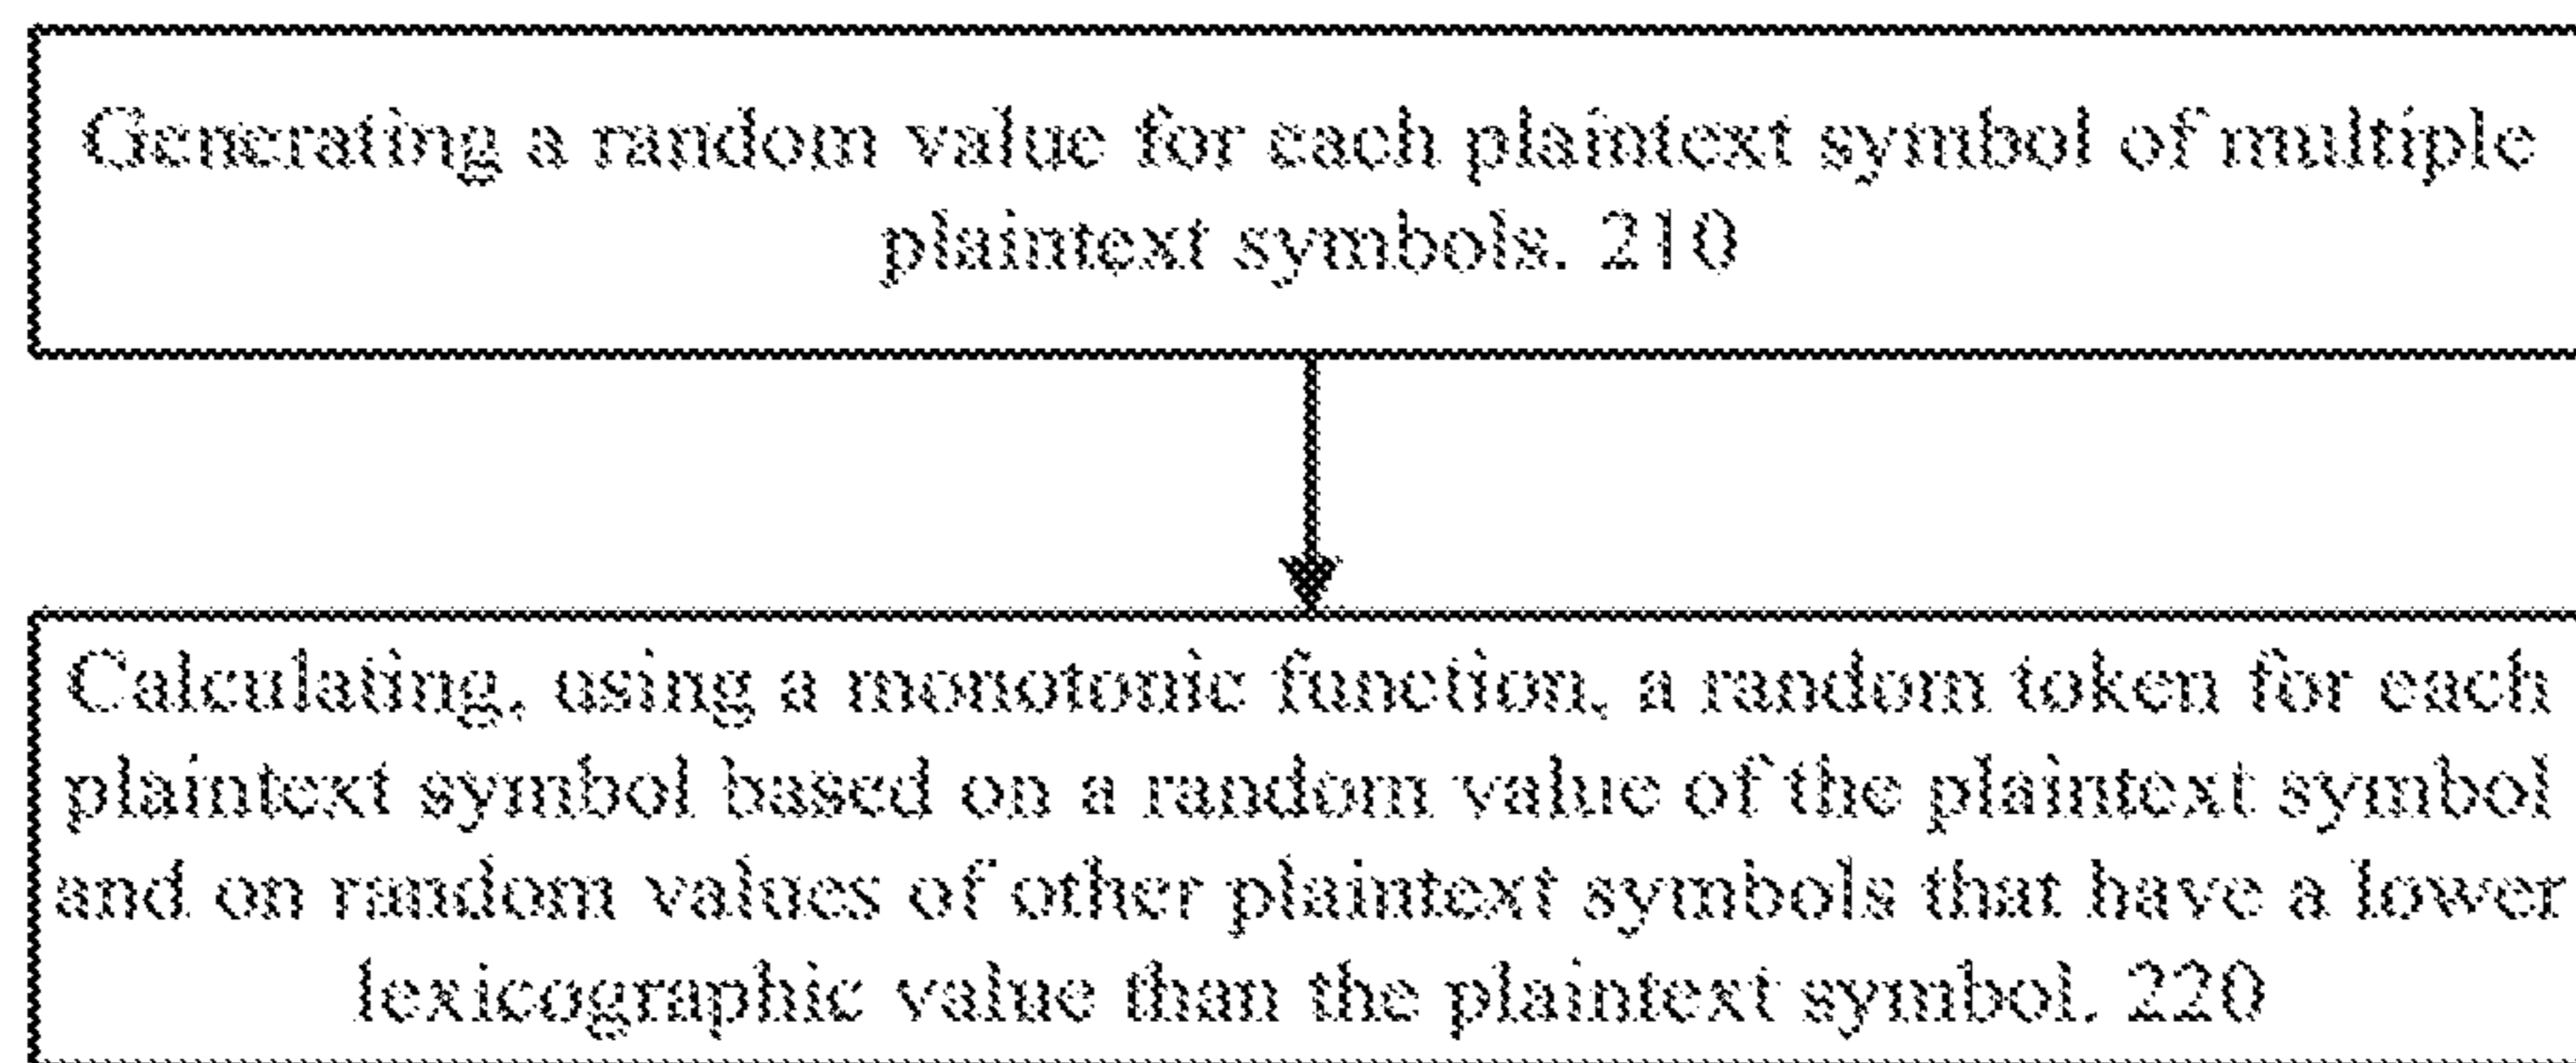 Generating a random value for each plaintext symbol of multiple
plaintext symbols. 210
Calculating, using a monotonic function, a random token for each
plaintext symbol based on a random value of the plaintext symbol
and on random values of other plaintext symbols that have a lower
lexicographic value than the plaintext symbol. 220